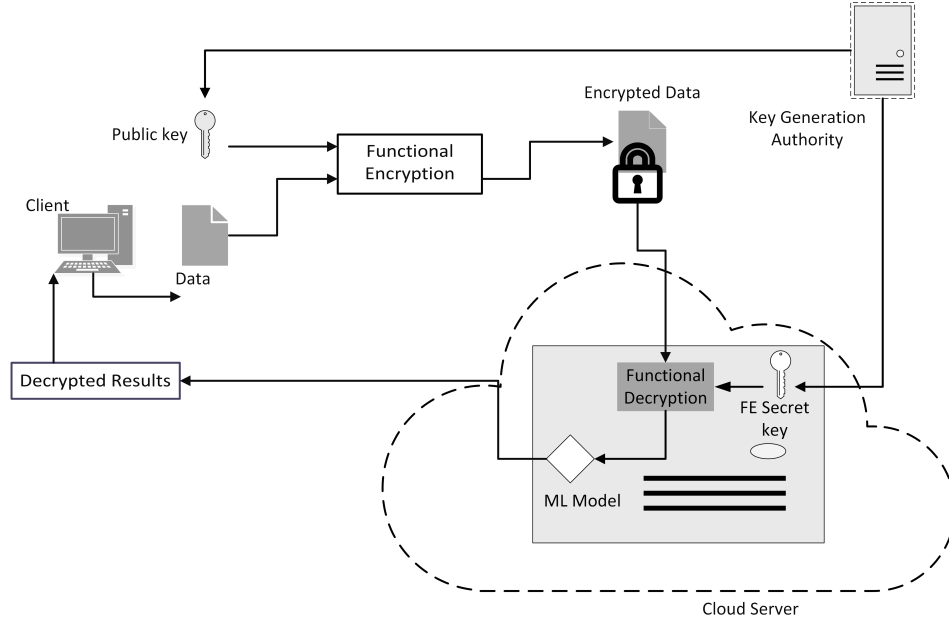 Encrypted Data
Key Generation
Authority
Public key
Functional
Encryption
Client
Data
Decrypted Results
Functional
Decryption
FE Secret
key
ML Model
Cloud Server